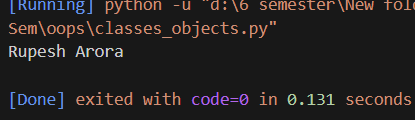 [Running] python -u "d:\6 semester\New fol
Sem\oops\classes_objects.py"
Rupesh Arora
[Done] exited with code=0 in 0.131 seconds